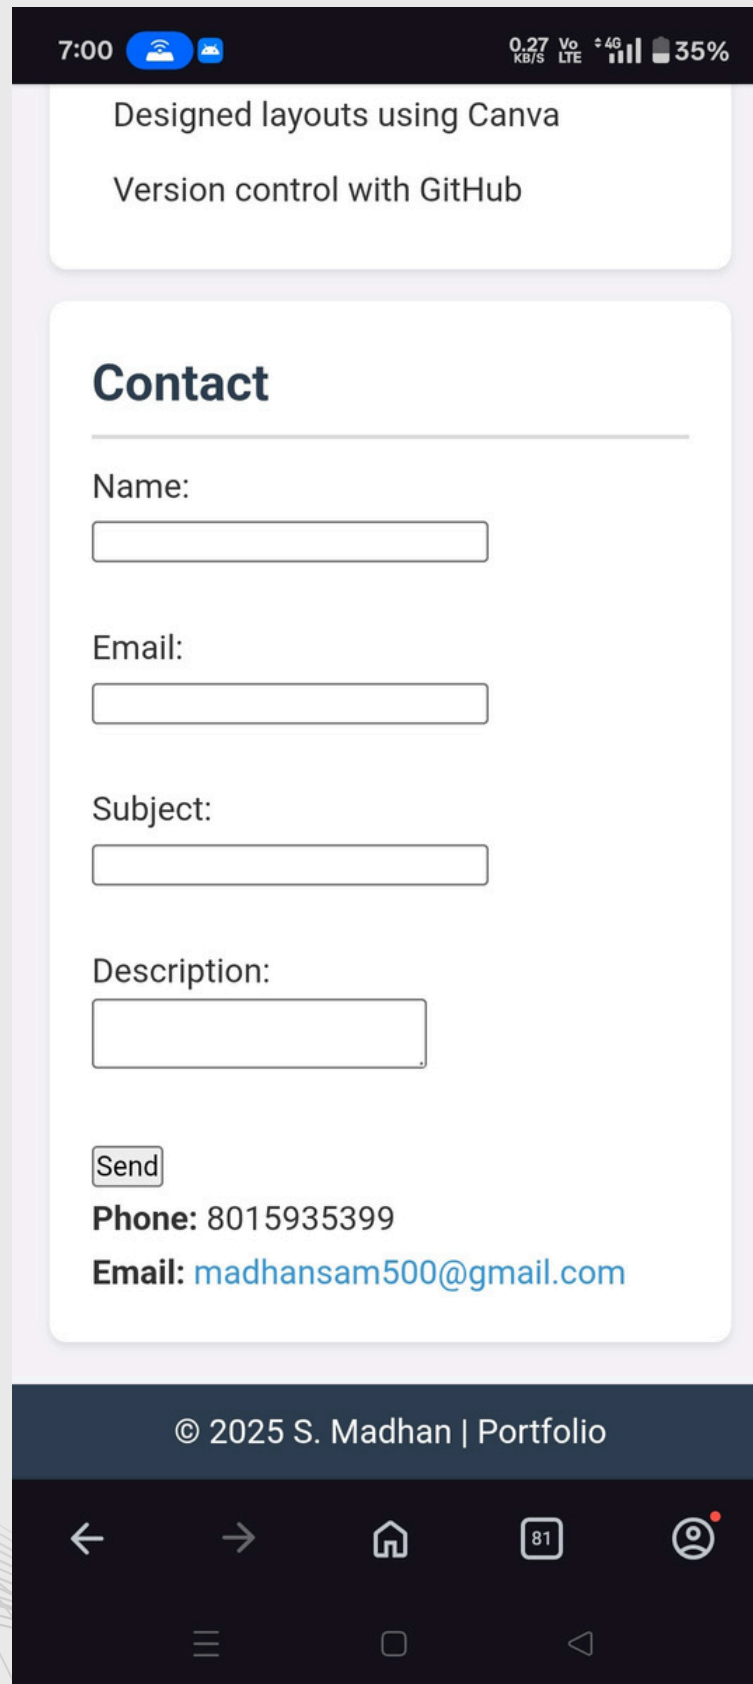 7:00 0.27 KB/S Vo LTE 4G 35%
Designed layouts using Canva
Version control with GitHub
Contact
Name:
Email:
Subject:
Description:
Send
Phone: 8015935399
Email: madhansam500@gmail.com
© 2025 S. Madhan | Portfolio
81